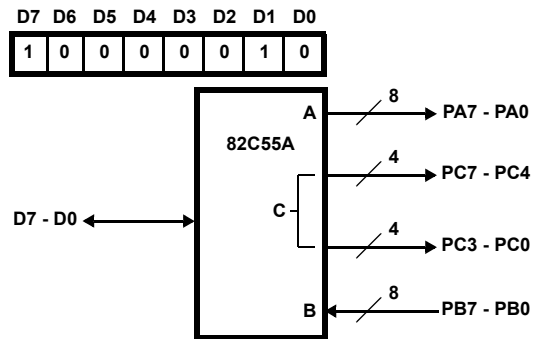 D7 D6 D5 D4 D3 D2 D1 D0
1 0 0 0 0 0 1 0
A 8 PA7 - PA0
82C55A
4 PC7 - PC4
C
D7 - D0
4 PC3 - PC0
B 8 PB7 - PB0